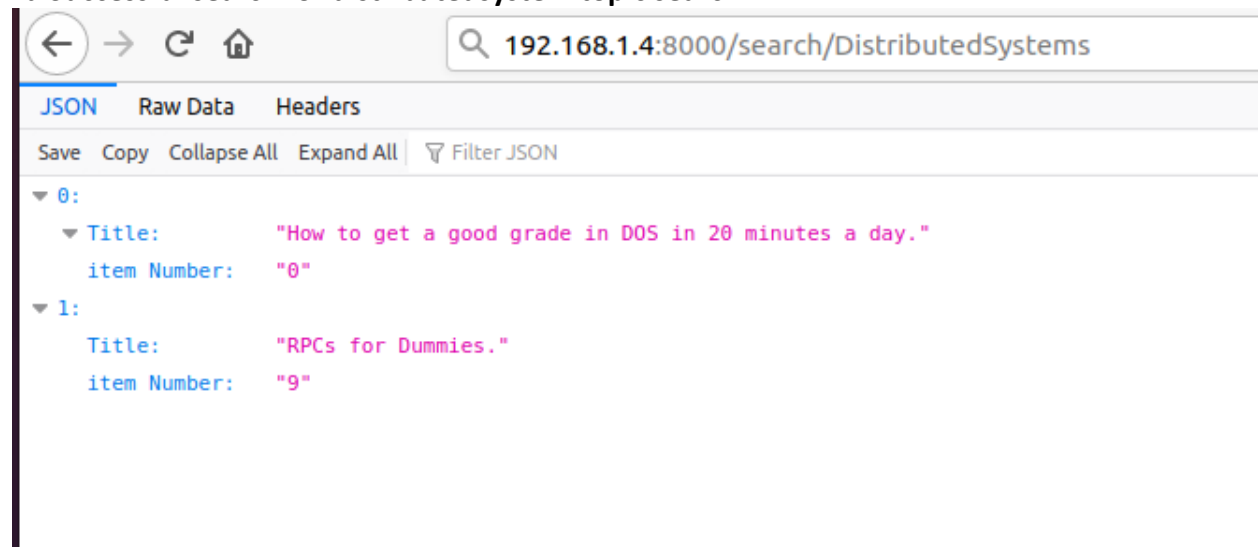 192.168.1.4:8000/search/DistributedSystems
JSON Raw Data Headers
Save Copy Collapse All Expand All Filter JSON
0:
Title: "How to get a good grade in DOS in 20 minutes a day."
item Number: "0"
1:
Title: "RPCs for Dummies."
item Number: "9"